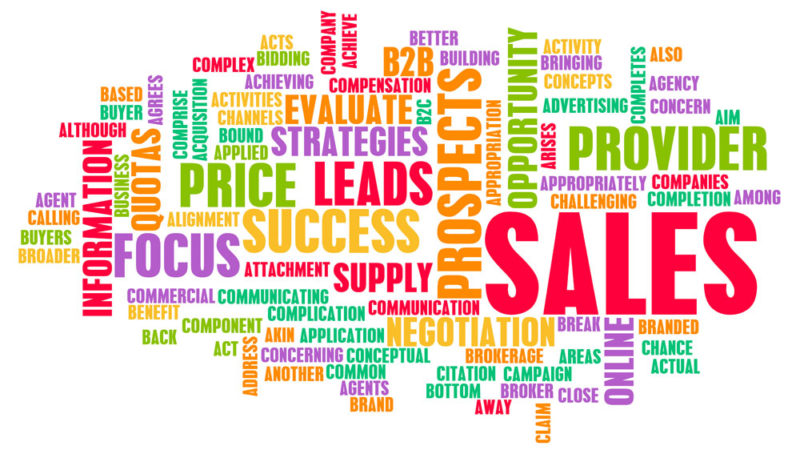 COMPANY
ACHIEVE
ACTS
BIDDING
COMPLEX
BETTER
BUILDING
B2B
ACTIVITY
BRINGING
CONCEPTS
COMPLETES
ALSO
AGENCY
CONCERN
AIM
ACHIEVING
COMPENSATION
ACTIVITIES
CHANNELS
EVALUATE
B2C
BOUND
APPLIED
STRATEGIES
PROSPECTS
APPROPRIATION
OPPORTUNITY
ADVERTISING
ARISES
PROVIDER
BASED
BUYER
AGREES
COMPRISE
ACQUISITION
ALTHOUGH
INFORMATION
BUSINESS
QUOTAS
PRICE
LEADS
APPROPRIATELY
COMPANIES
CHALLENGING
COMPLETION
AMONG
AGENT
CALLING
BUYERS
BROADER
ALIGNMENT
SUCCESS
FOCUS
ATTACHMENT
SUPPLY
SALES
COMMERCIAL
COMMUNICATING
COMMUNICATION
BENEFIT
COMPLICATION
COMPONENT
BACK
ACT
AKIN
APPLICATION
NEGOTIATION
BREAK
ONLINE
BRANDED
CHANCE
ACTUAL
ADDRESS
CONCERNING
CONCEPTUAL
BROKERAGE
AREAS
ANOTHER
COMMON
CITATION
CAMPAIGN
AGENTS
BOTTOM
BROKER
CLOSE
BRAND
AWAY
CLAIM